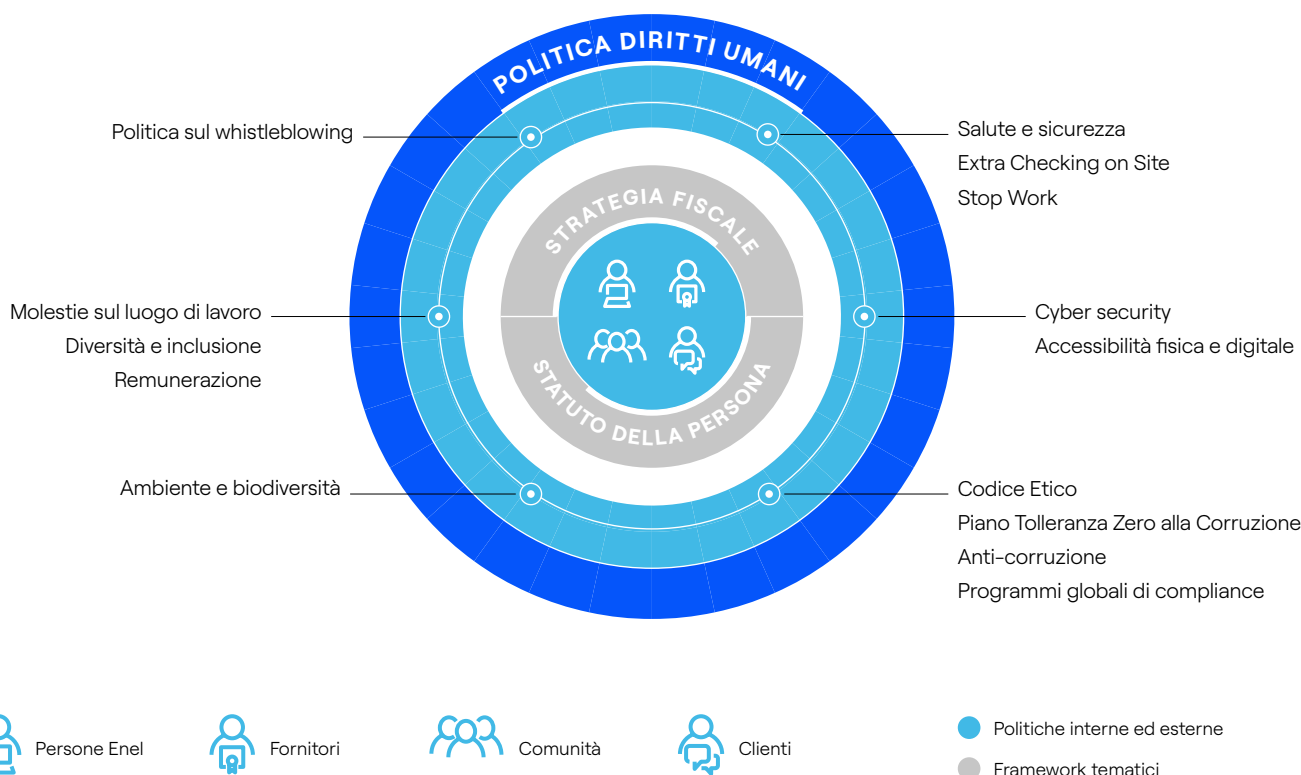 POLITICA DIRITTI UMANI
Politica sul whistleblowing
Salute e sicurezza
Extra Checking on Site
Stop Work
STRATEGIA FISCALE
Molestie sul luogo di lavoro
Diversità e inclusione
Remunerazione
Cyber security
Accessibilità fisica e digitale
STATUTO DELLA PERSONA
Ambiente e biodiversità
Codice Etico
Piano Tolleranza Zero alla Corruzione
Anti-corruzione
Programmi globali di compliance
Persone Enel
Fornitori
Comunità
Clienti
Politiche interne ed esterne
Framework tematici